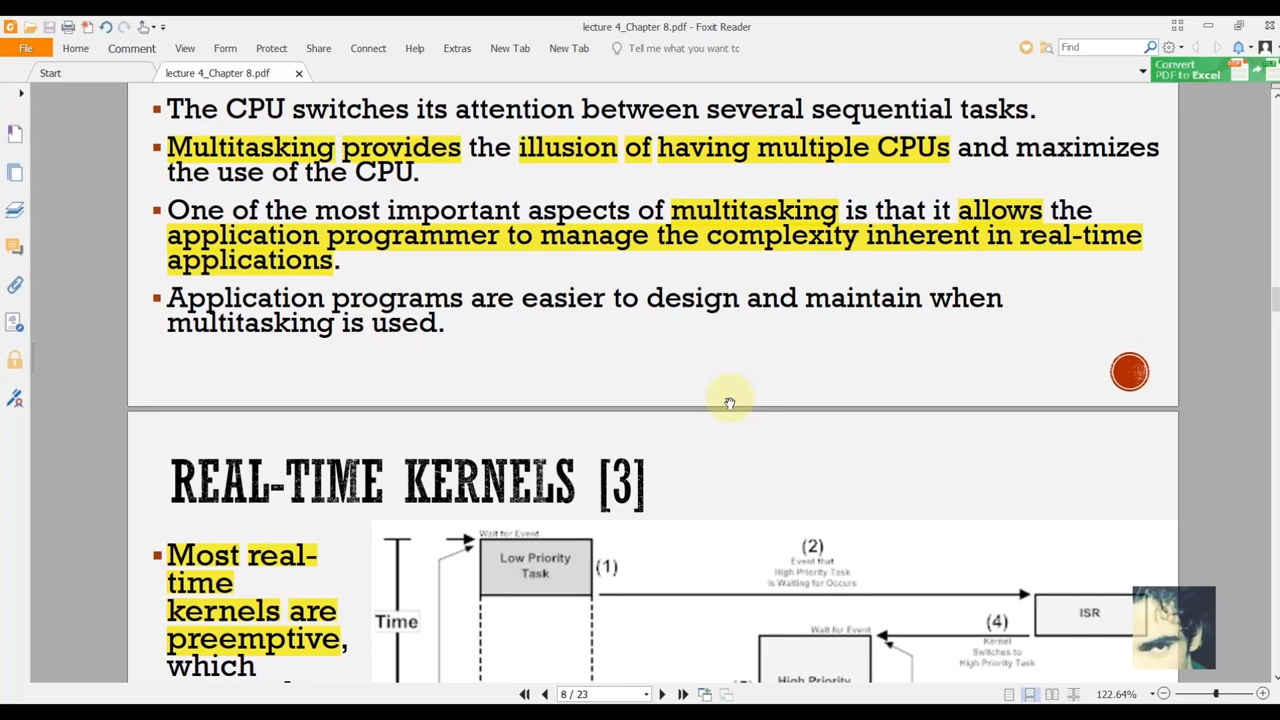 lecture 4_Chapter 8.pdf - Foxit Reader
File Home Comment View Form Protect Share Connect Help Extras New Tab New Tab Tell me what you want to Find
Start lecture 4_Chapter 8.pdf
Convert
PDF to Excel
The CPU switches its attention between several sequential tasks.
Multitasking provides the illusion of having multiple CPUs and maximizes
the use of the CPU.
One of the most important aspects of multitasking is that it allows the
application programmer to manage the complexity inherent in real-time
applications.
Application programs are easier to design and maintain when
multitasking is used.
REAL-TIME KERNELS [3]
Most real-
time
kernels are
preemptive,
which
Wait for Event
Low Priority
Task
(1)
Time
(2)
Event that
High Priority Task
Is Waiting for Occurs
ISR
(4)
Kernel
Switches to
High Priority Task
Wait for Event
High Priority
8 / 23
122.64%